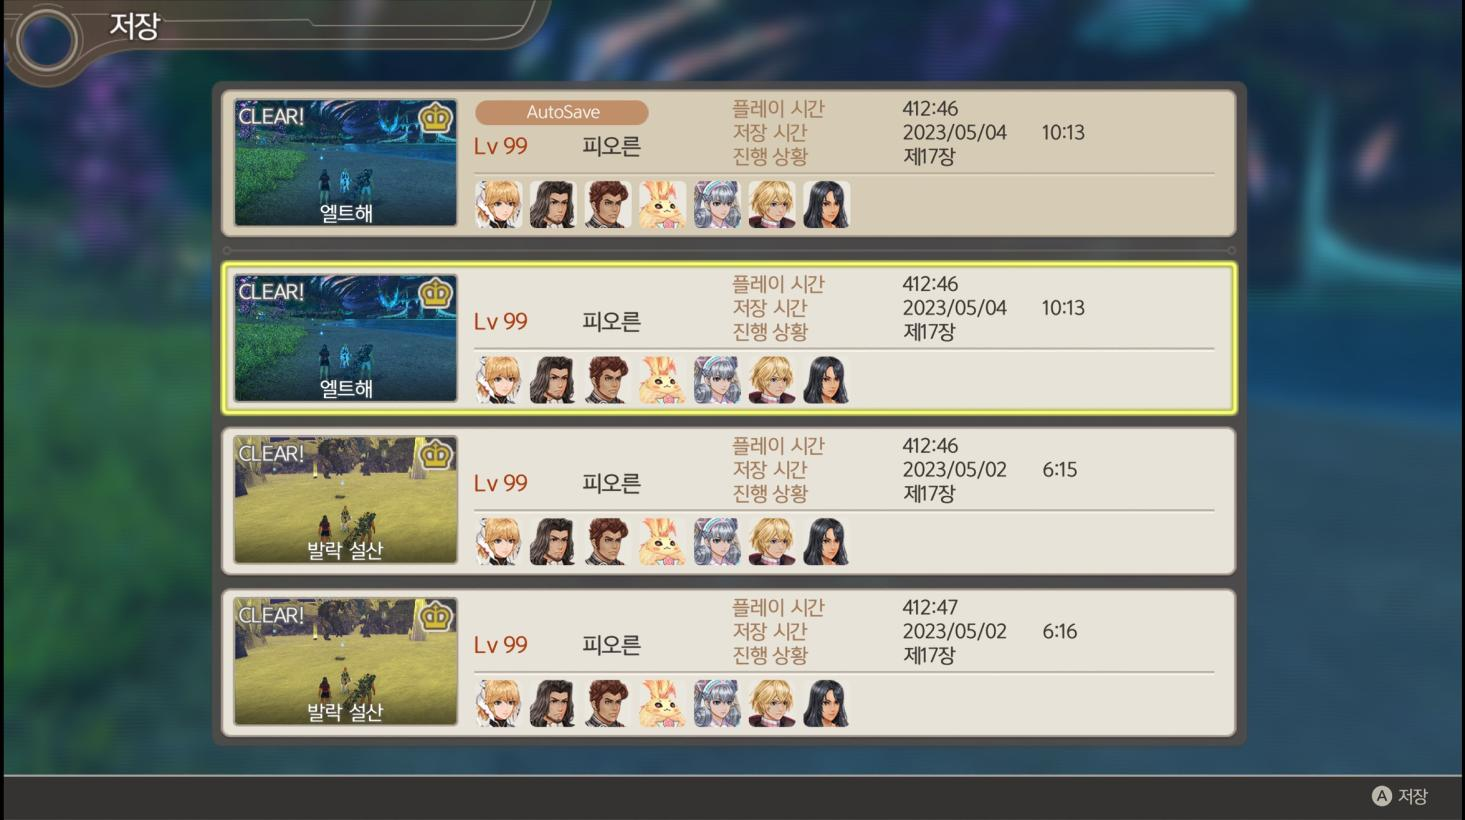 저장
CLEAR!
엘트해
AutoSave
Lv 99 피오른
플레이 시간 412:46
저장 시간 2023/05/04 10:13
진행 상황 제17장
CLEAR!
엘트해
Lv 99 피오른
플레이 시간 412:46
저장 시간 2023/05/04 10:13
진행 상황 제17장
CLEAR!
발락 설산
Lv 99 피오른
플레이 시간 412:46
저장 시간 2023/05/02 6:15
진행 상황 제17장
CLEAR!
발락 설산
Lv 99 피오른
플레이 시간 412:47
저장 시간 2023/05/02 6:16
진행 상황 제17장
A 저장